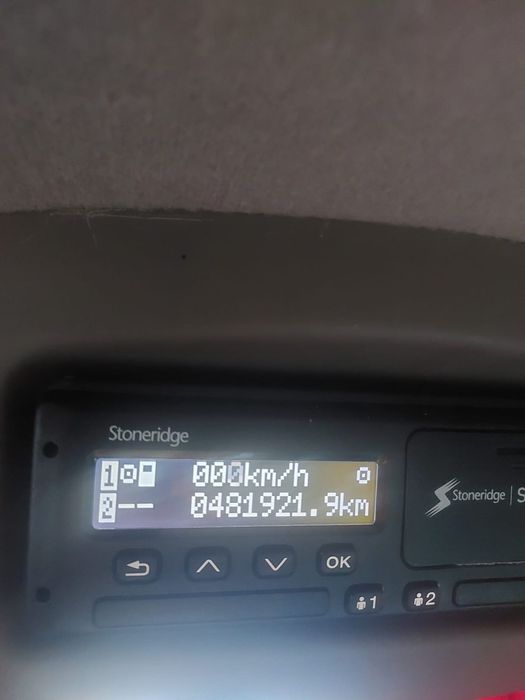 Stoneridge
1 000km/h
2 -- 0481921.9km
Stoneridge | S
OK
1 2